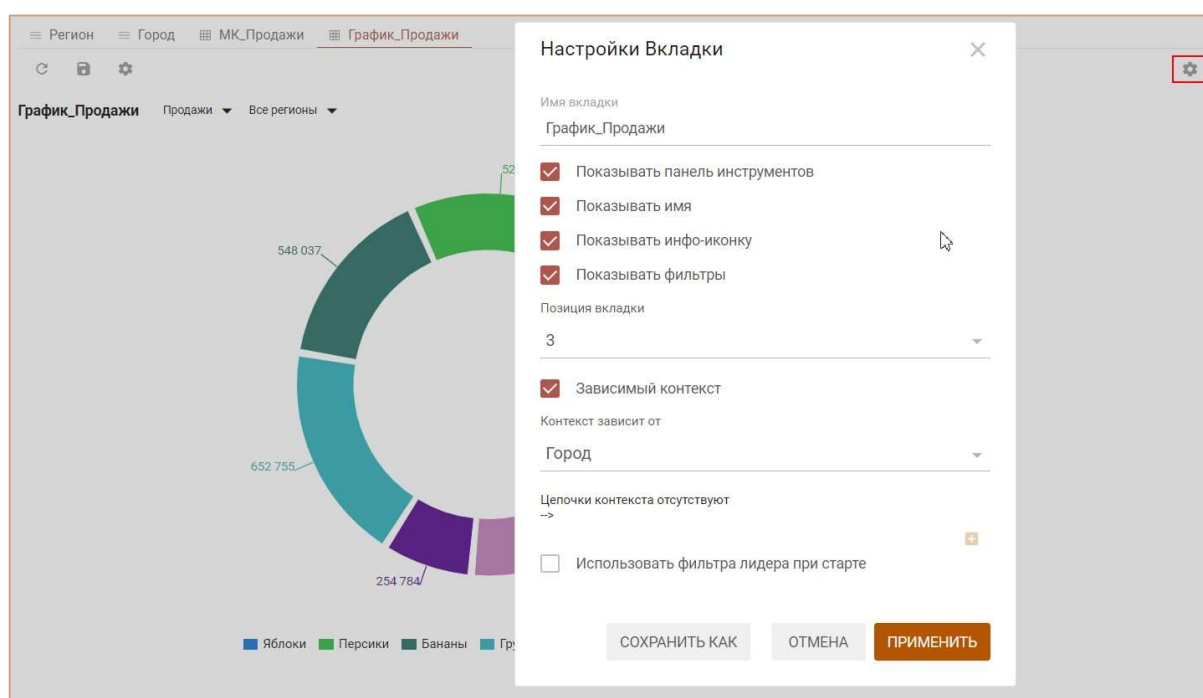 Регион Город МК_Продажи График_Продажи
График_Продажи Продажи Все регионы
52
548 037
652 755
254 784
Яблоки Персики Бананы Гр
Настройки Вкладки
Имя вкладки
График_Продажи
Показывать панель инструментов
Показывать имя
Показывать инфо-иконку
Показывать фильтры
Позиция вкладки
3
Зависимый контекст
Контекст зависит от
Город
Цепочки контекста отсутствуют
-->
Использовать фильтра лидера при старте
СОХРАНИТЬ КАК ОТМЕНА ПРИМЕНИТЬ